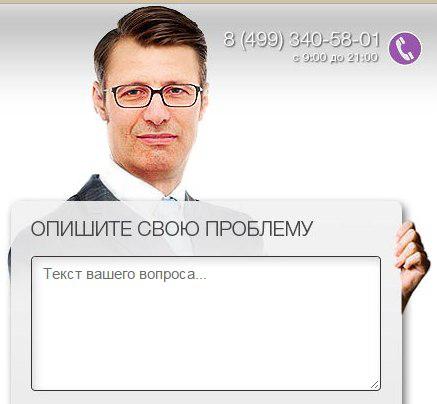 8 (499) 340-58-01
с 9:00 до 21:00
ОПИШИТЕ СВОЮ ПРОБЛЕМУ
Текст вашего вопроса...